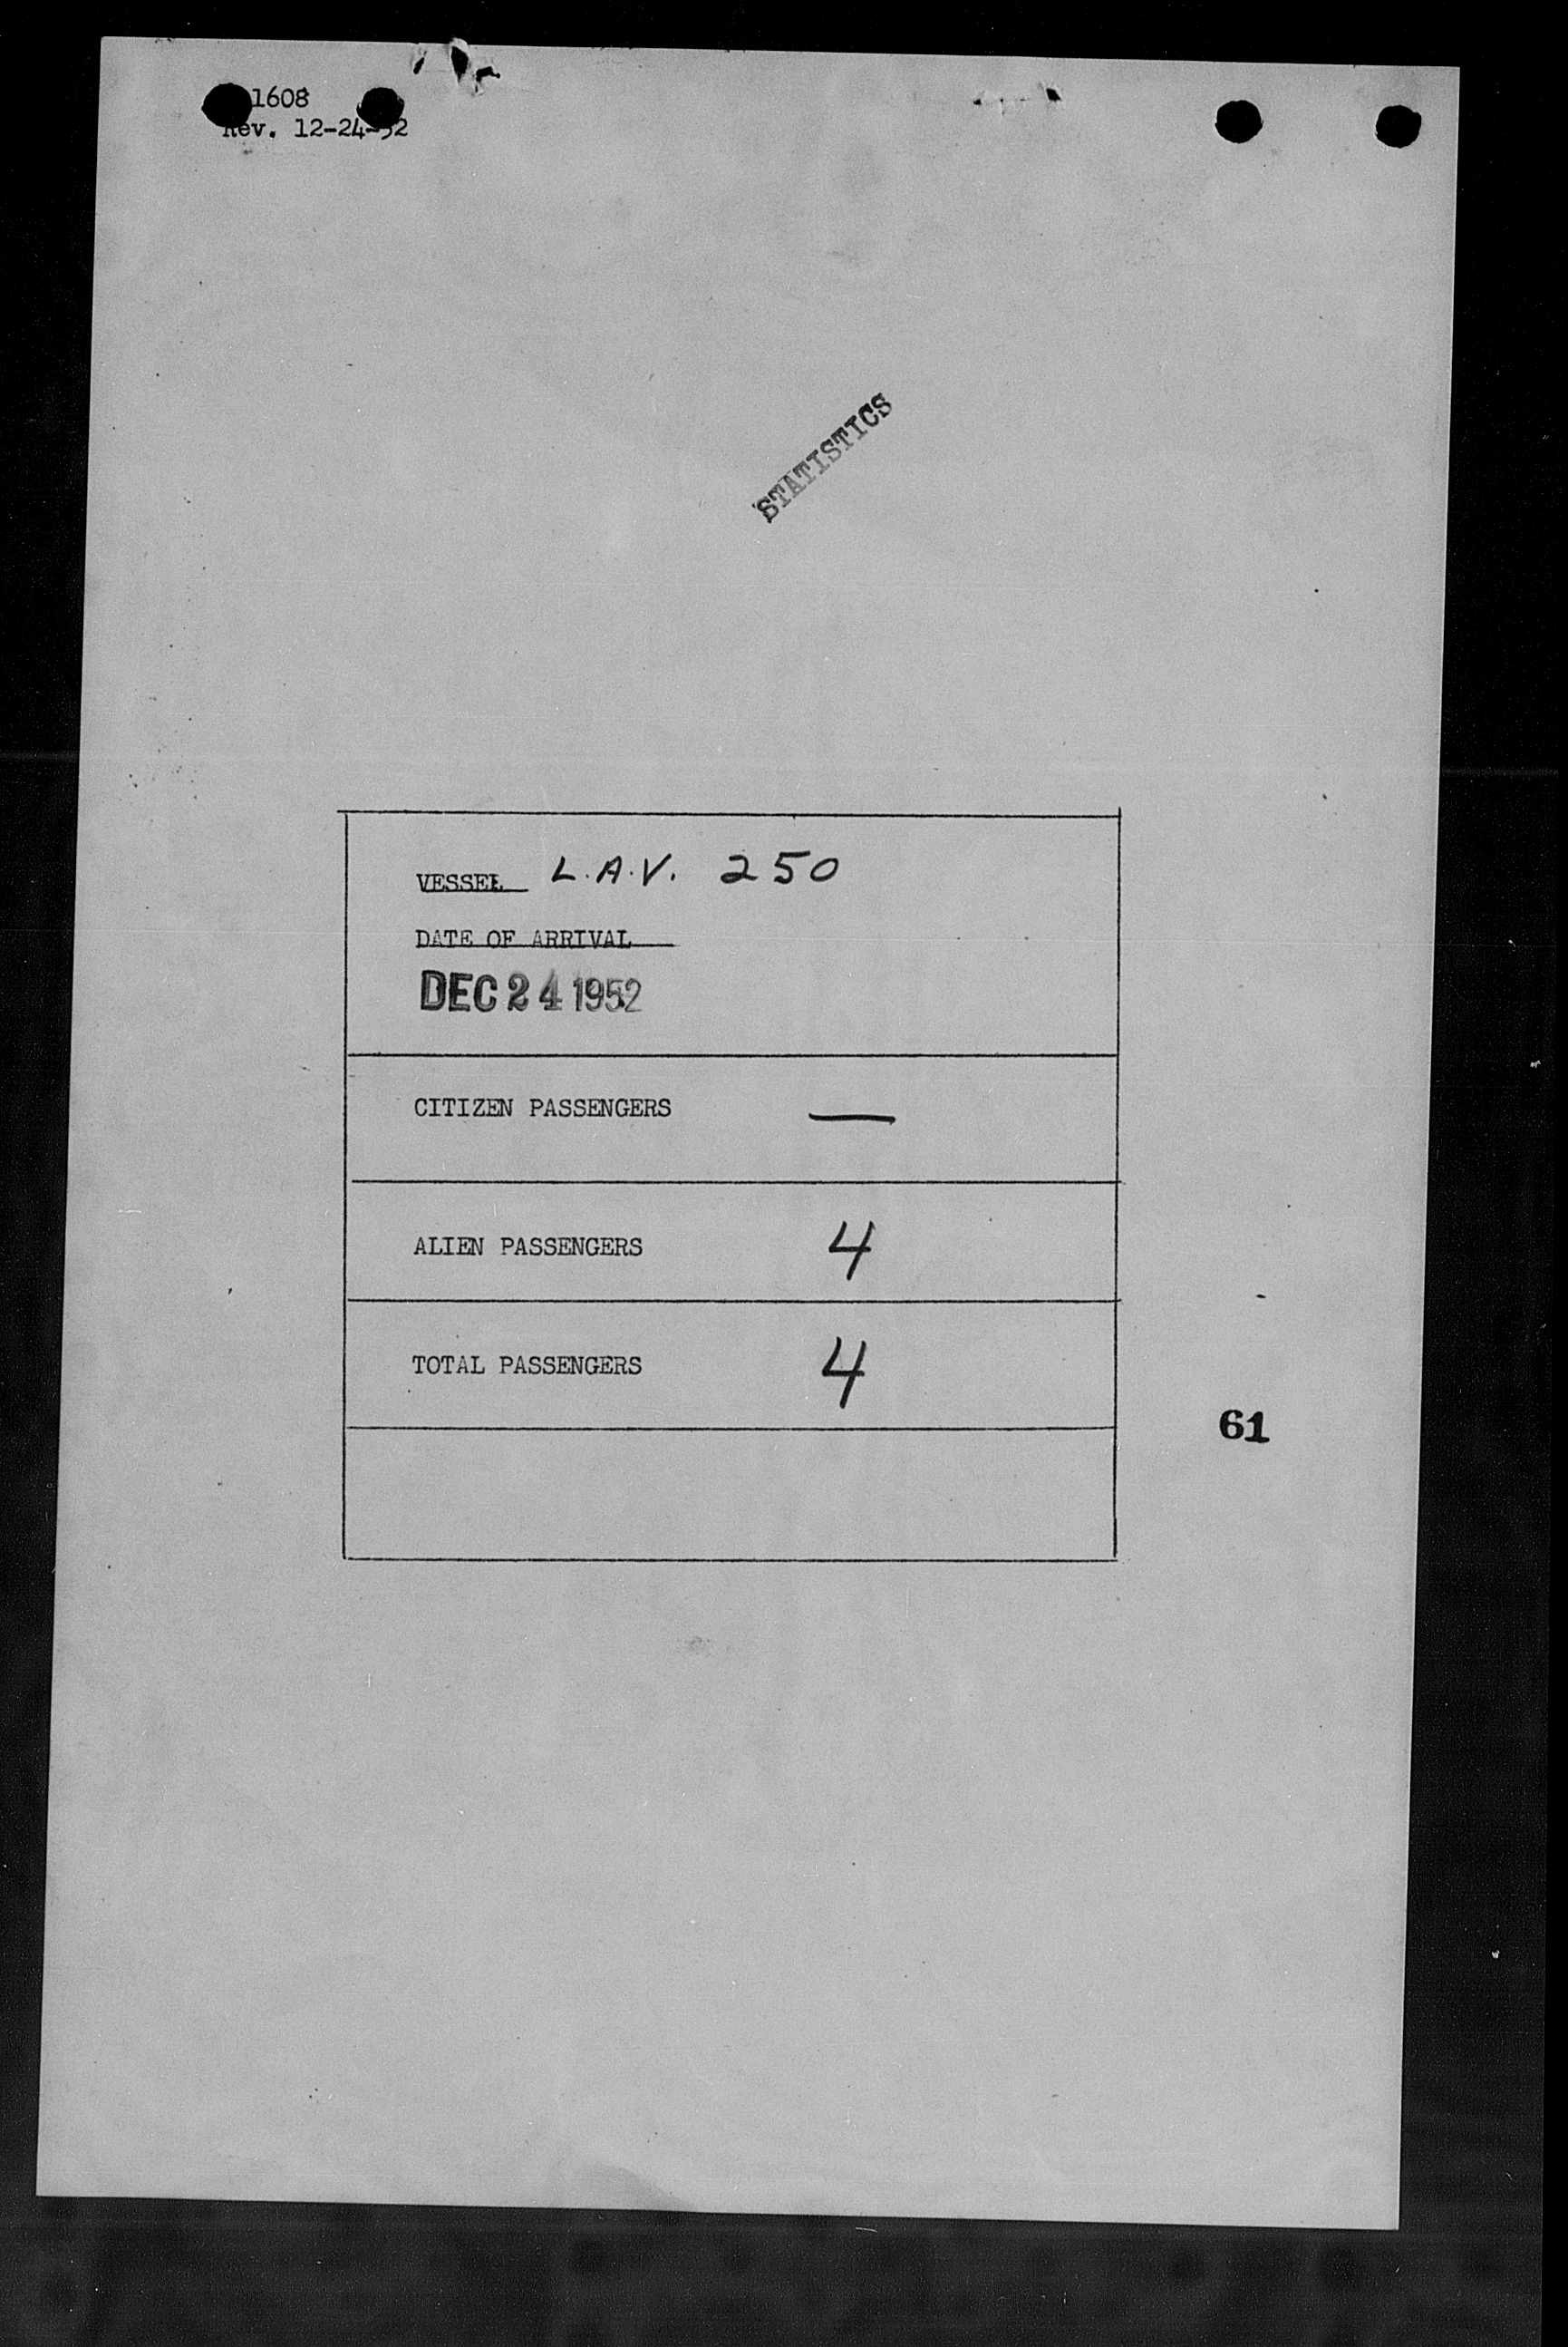 1608
Rev. 12-24-52
STATISTICS
VESSEL L.A.V. 250
DATE OF ARRIVAL
DEC 24 1952
CITIZEN PASSENGERS —
ALIEN PASSENGERS 4
TOTAL PASSENGERS 4
61